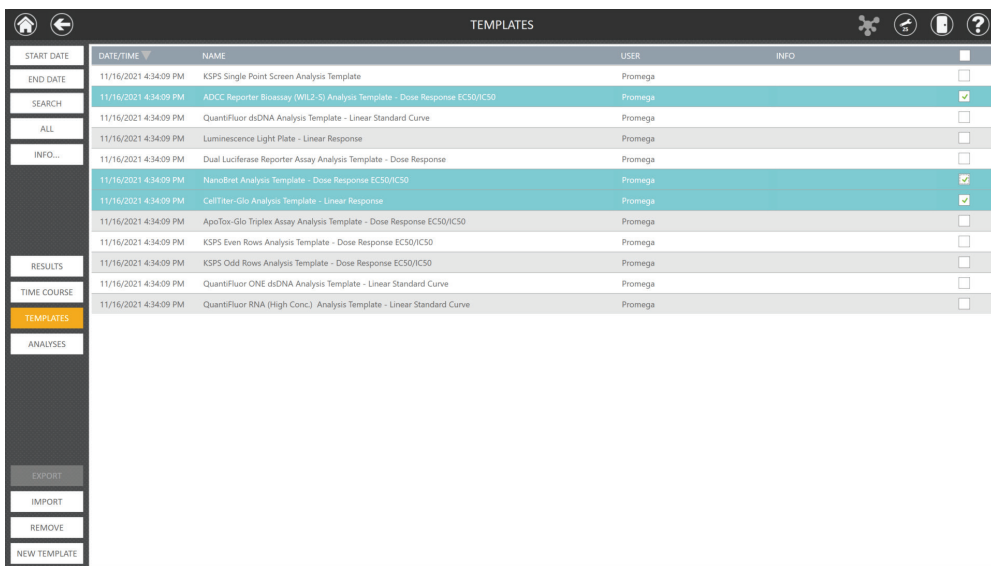 TEMPLATES
25
?
START DATE
END DATE
SEARCH
ALL
INFO...
RESULTS
TIME COURSE
TEMPLATES
ANALYSES
EXPORT
IMPORT
REMOVE
NEW TEMPLATE
DATE/TIME NAME USER INFO
11/16/2021 4:34:09 PM KSPS Single Point Screen Analysis Template Promega
11/16/2021 4:34:09 PM ADCC Reporter Bioassay (WIL2-S) Analysis Template - Dose Response EC50/IC50 Promega
11/16/2021 4:34:09 PM QuantiFluor dsDNA Analysis Template - Linear Standard Curve Promega
11/16/2021 4:34:09 PM Luminescence Light Plate - Linear Response Promega
11/16/2021 4:34:09 PM Dual Luciferase Reporter Assay Analysis Template - Dose Response Promega
11/16/2021 4:34:09 PM NanoBret Analysis Template - Dose Response EC50/IC50 Promega
11/16/2021 4:34:09 PM CellTiter-Glo Analysis Template - Linear Response Promega
11/16/2021 4:34:09 PM ApoTox-Glo Triplex Assay Analysis Template - Dose Response EC50/IC50 Promega
11/16/2021 4:34:09 PM KSPS Even Rows Analysis Template - Dose Response EC50/IC50 Promega
11/16/2021 4:34:09 PM KSPS Odd Rows Analysis Template - Dose Response EC50/IC50 Promega
11/16/2021 4:34:09 PM QuantiFluor ONE dsDNA Analysis Template - Linear Standard Curve Promega
11/16/2021 4:34:09 PM QuantiFluor RNA (High Conc.) Analysis Template - Linear Standard Curve Promega